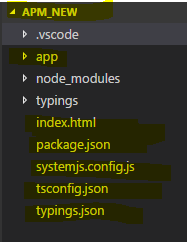 APM_NEW
.vscode
app
node_modules
typings
index.html
package.json
systemjs.config.js
tsconfig.json
typings.json